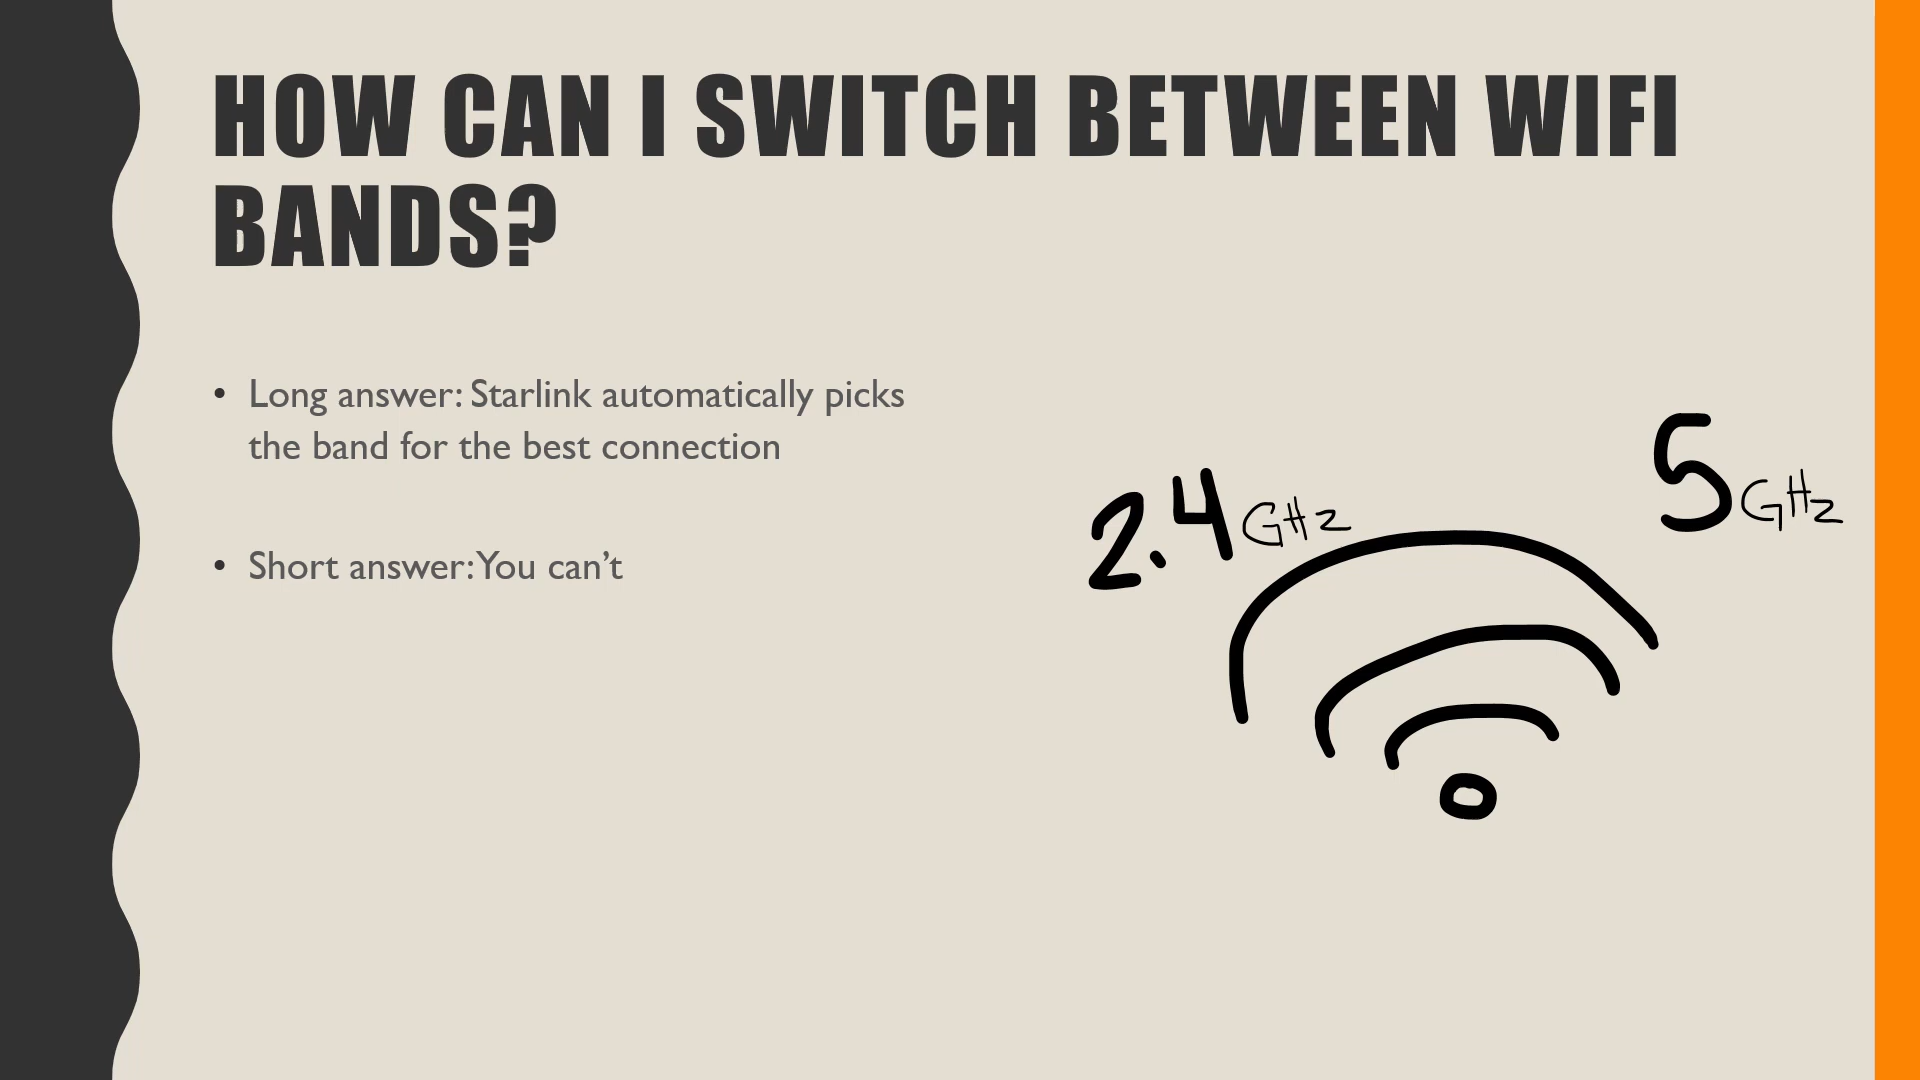 HOW CAN I SWITCH BETWEEN WIFI
BANDS?
• Long answer: Starlink automatically picks
the band for the best connection
• Short answer: You can’t
2.4 GHz
5 GHz